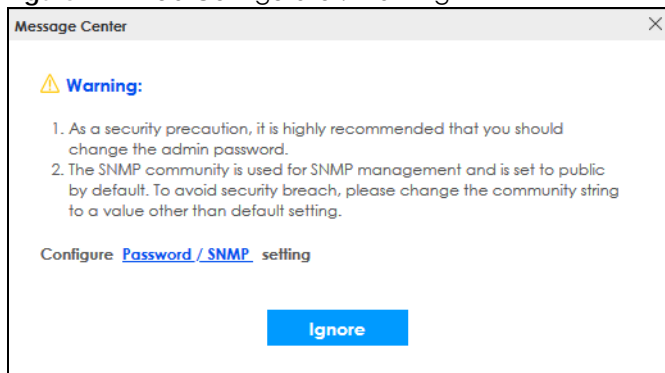 Message Center
Warning:
1. As a security precaution, it is highly recommended that you should
change the admin password.
2. The SNMP community is used for SNMP management and is set to public
by default. To avoid security breach, please change the community string
to a value other than default setting.
Configure Password / SNMP setting
Ignore